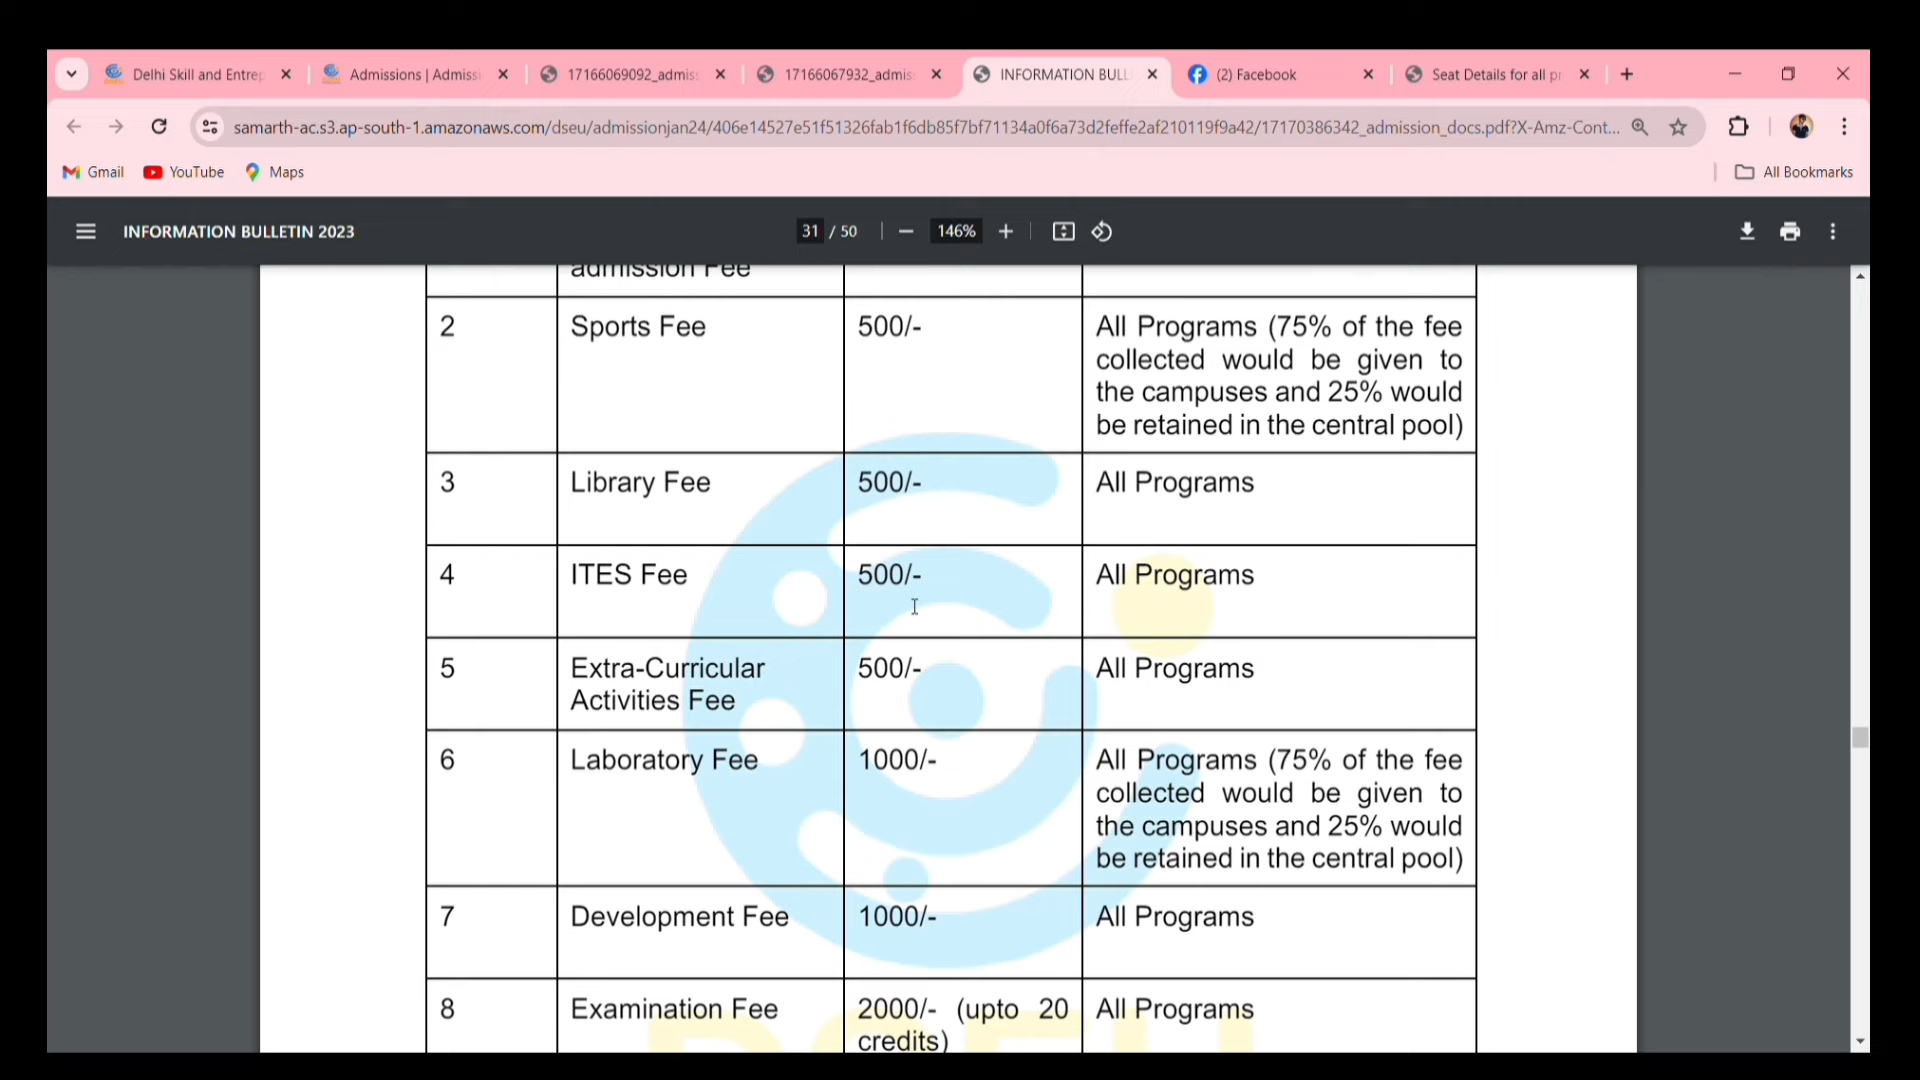 Delhi Skill and Entrep
Admissions | Admissi
17166069092_admis
17166067932_admis
INFORMATION BULL
(2) Facebook
Seat Details for all pr
samarth-ac.s3.ap-south-1.amazonaws.com/dseu/admissionjan24/406e14527e51f51326fab1f6db85f7bf71134a0f6a73d2feffe2af210119f9a42/17170386342_admission_docs.pdf?X-Amz-Cont...
Gmail YouTube Maps All Bookmarks
INFORMATION BULLETIN 2023 31 / 50 146%
admission Fee
2 Sports Fee 500/- All Programs (75% of the fee
collected would be given to
the campuses and 25% would
be retained in the central pool)
3 Library Fee 500/- All Programs
4 ITES Fee 500/- All Programs
5 Extra-Curricular 500/- All Programs
Activities Fee
6 Laboratory Fee 1000/- All Programs (75% of the fee
collected would be given to
the campuses and 25% would
be retained in the central pool)
7 Development Fee 1000/- All Programs
8 Examination Fee 2000/- (upto 20 All Programs
credits)
DSEU